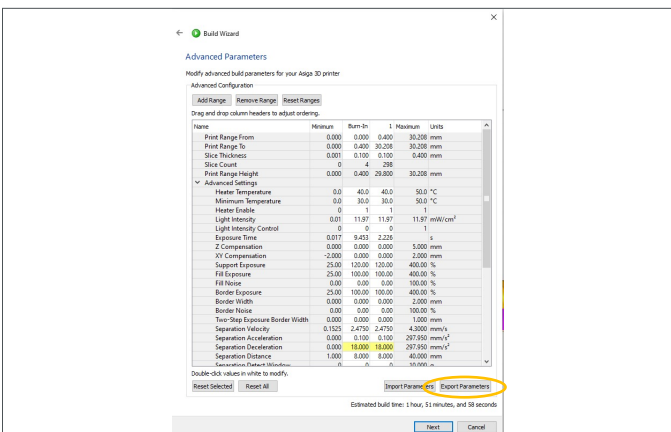 Build Wizard
Advanced Parameters
Modify advanced build parameters for your Asiga 3D printer
Advanced Configuration
Add Range Remove Range Reset Ranges
Drag and drop column headers to adjust ordering.
Name Minimum Burn-In 1 Maximum Units
Print Range From 0.000 0.000 0.400 30.208 mm
Print Range To 0.000 0.400 30.208 30.208 mm
Slice Thickness 0.001 0.100 0.100 0.400 mm
Slice Count 0 4 298
Print Range Height 0.000 0.400 29.800 30.208 mm
Advanced Settings
Heater Temperature 0.0 40.0 40.0 50.0 °C
Minimum Temperature 0.0 30.0 30.0 50.0 °C
Heater Enable 0 1 1 1
Light Intensity 0.01 11.97 11.97 11.97 mW/cm²
Light Intensity Control 0 0 0 1
Exposure Time 0.017 9.453 2.226 s
Z Compensation 0.000 0.000 0.000 5.000 mm
XY Compensation -2.000 0.000 0.000 2.000 mm
Support Exposure 25.00 120.00 120.00 400.00 %
Fill Exposure 25.00 100.00 100.00 400.00 %
Fill Noise 0.00 0.00 0.00 100.00 %
Border Exposure 25.00 100.00 100.00 400.00 %
Border Width 0.000 0.000 0.000 2.000 mm
Border Noise 0.00 0.00 0.00 100.00 %
Two-Step Exposure Border Width 0.000 0.000 0.000 1.000 mm
Separation Velocity 0.1525 2.4750 2.4750 4.3000 mm/s
Separation Acceleration 0.000 0.100 0.100 297.950 mm/s²
Separation Deceleration 0.000 18.000 18.000 297.950 mm/s²
Separation Distance 1.000 8.000 8.000 40.000 mm
Separation Detect Window 0 0 0 10.000
Double-click values in white to modify.
Reset Selected Reset All Import Parameters Export Parameters
Estimated build time: 1 hour, 51 minutes, and 58 seconds
Next Cancel